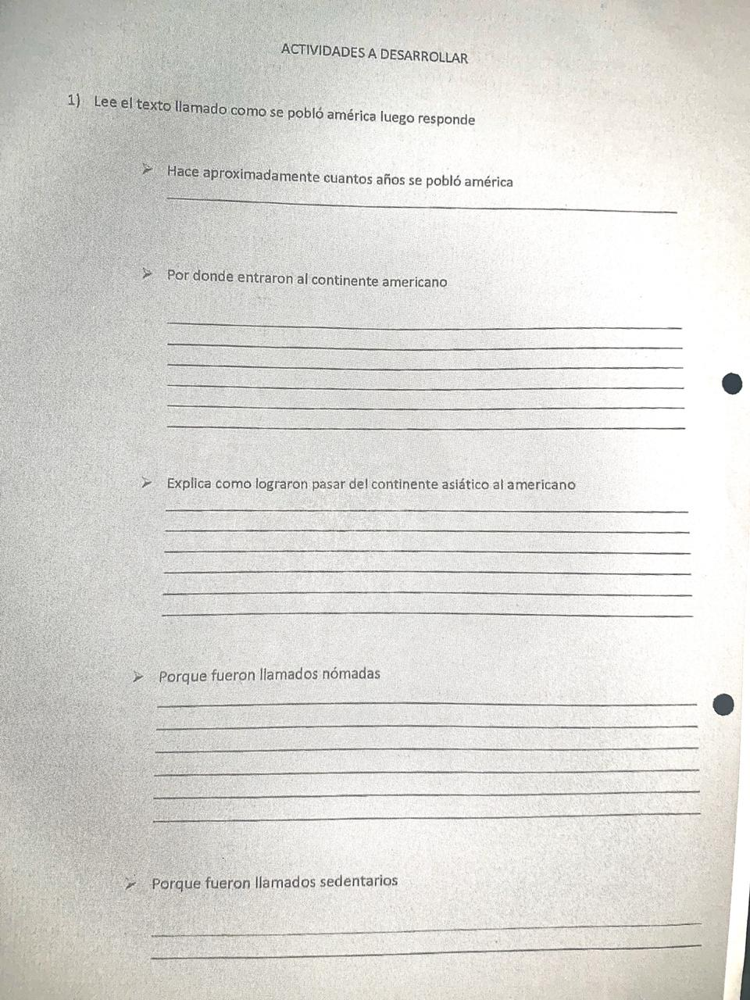 ACTIVIDADES A DESARROLLAR
1) Lee el texto llamado como se pobló américa luego responde
➢ Hace aproximadamente cuantos años se pobló américa
➢ Por donde entraron al continente americano
➢ Explica como lograron pasar del continente asiático al americano
➢ Porque fueron llamados nómadas
➢ Porque fueron llamados sedentarios